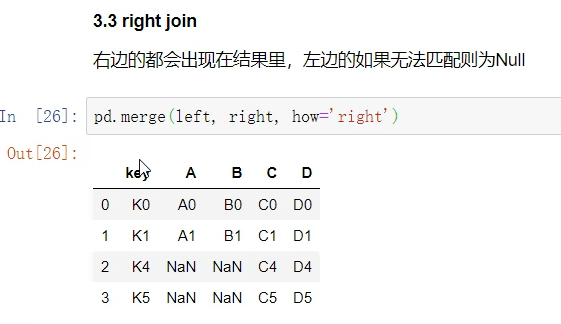 3.3 right join
右边的都会出现在结果里，左边的如果无法匹配则为Null
In [26]: pd.merge(left, right, how='right')
Out[26]:
key A B C D
0 K0 A0 B0 C0 D0
1 K1 A1 B1 C1 D1
2 K4 NaN NaN C4 D4
3 K5 NaN NaN C5 D5